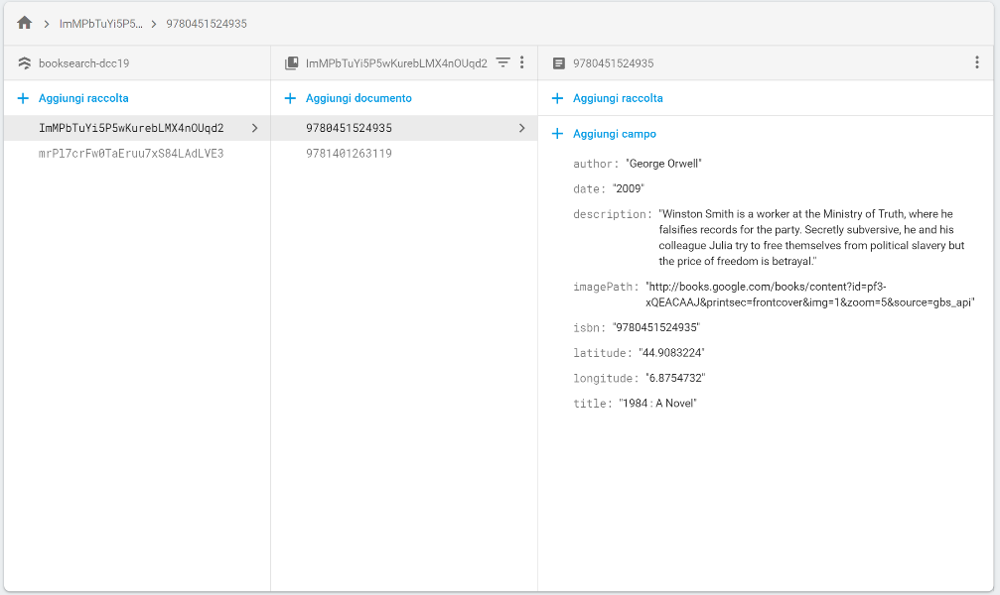 ImMPbTuYi5P5... > 9780451524935
booksearch-dcc19
Aggiungi raccolta
ImMPbTuYi5P5wKurebLMX4nOUqd2
mrPl7crFw0TaEruu7xS84LAdLVE3
ImMPbTuYi5P5wKurebLMX4nOUqd2
Aggiungi documento
9780451524935
9781401263119
9780451524935
Aggiungi raccolta
Aggiungi campo
author: "George Orwell"
date: "2009"
description: "Winston Smith is a worker at the Ministry of Truth, where he
falsifies records for the party. Secretly subversive, he and his
colleague Julia try to free themselves from political slavery but
the price of freedom is betrayal."
imagePath: "http://books.google.com/books/content?id=pf3-
xQEACAAJ&printsec=frontcover&img=1&zoom=5&source=gbs_api"
isbn: "9780451524935"
latitude: "44.9083224"
longitude: "6.8754732"
title: "1984 : A Novel"